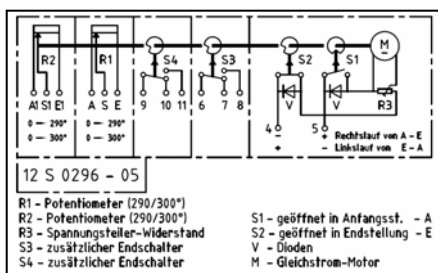 R2 R1 S4 S3 S2 S1 M
A1 S1 E1 A S E 9 10 11 6 7 8 V V R3
0 — 290° 0 — 290° 4 - 5 + Rechtslauf von A - E
0 — 300° 0 — 300° + - Linkslauf von E - A
12 S 0296 - 05
R1 - Potentiometer (290/300°)
R2 - Potentiometer (290/300°)
R3 - Spannungsteiler-Widerstand
S3 - zusätzlicher Endschalter
S4 - zusätzlicher Endschalter
S1 - geöffnet in Anfangsst. - A
S2 - geöffnet in Endstellung - E
V - Dioden
M - Gleichstrom-Motor